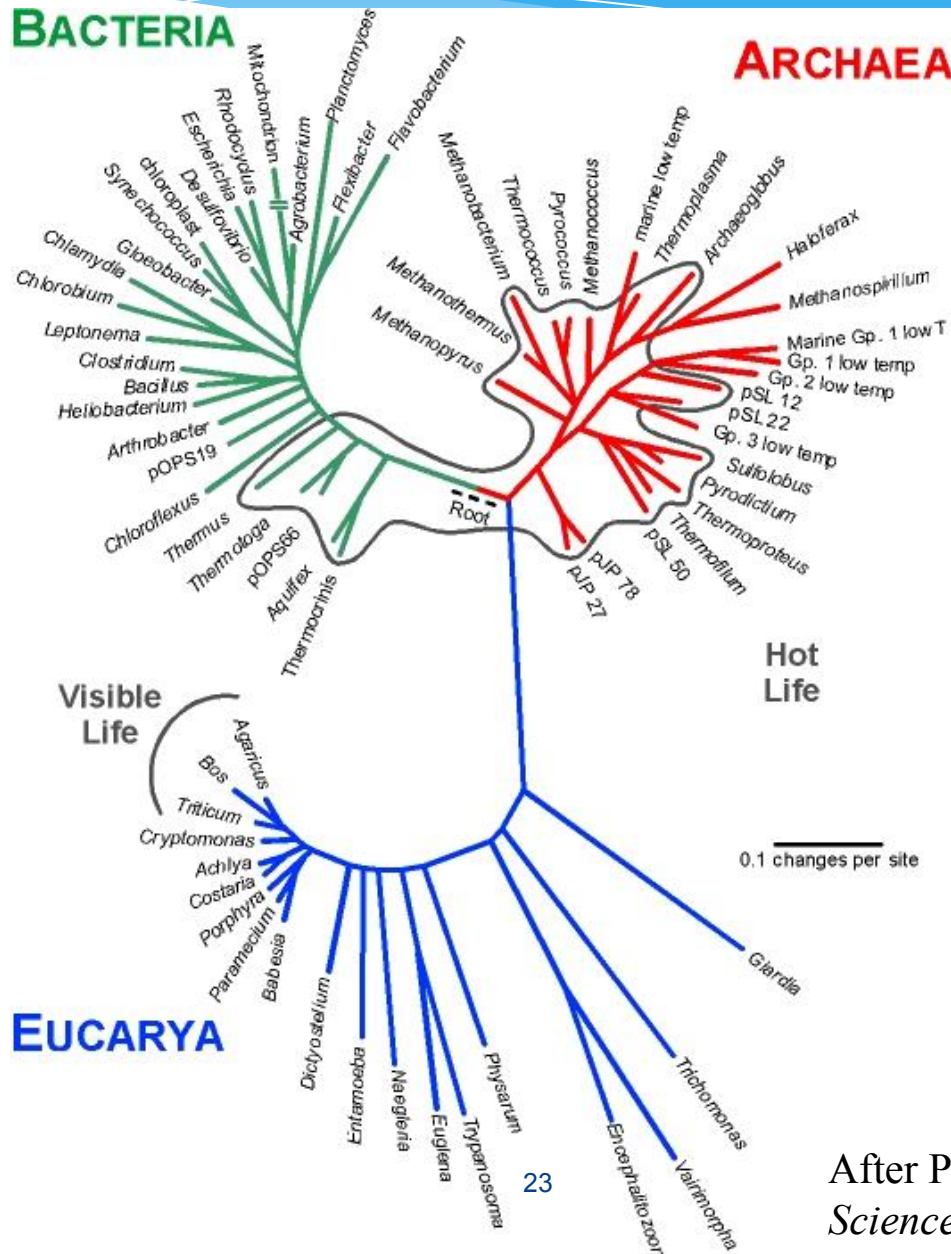 BACTERIA
ARCHAEA
Mitochondrion
Rhodocyclus
Escherichia
Desulfovibrio
Synechococcus
chloroplast
Chlamydia
Gloeobacter
Chlorobium
Leptonema
Clostridium
Bacillus
Heliobacterium
Arthrobacter
pOPS19
Chloroflexus
Thermus
Thermotoga
pOPS66
Aquifex
Thermocrinis
Agrobacterium
Planctomyces
Flexibacter
Flavobacterium
Methanobacterium
Thermococcus
Methanothermus
Methanopyrus
Pyrococcus
Methanococcus
marine low temp
Thermoplasma
Archaeoglobus
Haloferax
Methanospirillum
Marine Gp. 1 low T
Gp. 1 low temp
Gp. 2 low temp
pSL 12
pSL 22
Gp. 3 low temp
Sulfolobus
Pyrodictium
Thermoproteus
Thermofilum
pSL 50
pJP 78
pJP 27
Root
Hot
Life
Visible
Life
Agaricus
Bos
Triticum
Cryptomonas
Achlya
Costaria
Porphyra
Paramecium
Babesia
0.1 changes per site
EUCARYA
Dictyostelium
Entamoeba
Naegleria
Euglena
Trypanosoma
Physarum
Encephalitozoon
Vairimorpha
Trichomonas
Giardia
23
After P
Science